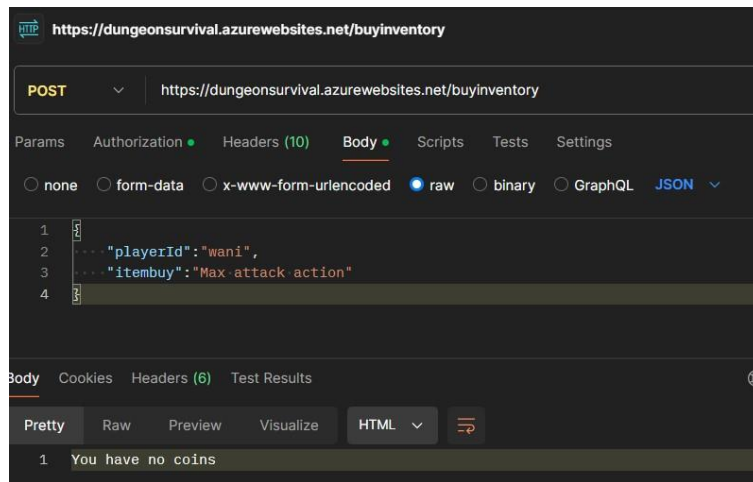 HTTP https://dungeonsurvival.azurewebsites.net/buyinventory
POST https://dungeonsurvival.azurewebsites.net/buyinventory
Params Authorization Headers (10) Body Scripts Tests Settings
none form-data x-www-form-urlencoded raw binary GraphQL JSON
1 {
2 "playerId":"wani",
3 "itembuy":"Max attack action"
4 }
Body Cookies Headers (6) Test Results
Pretty Raw Preview Visualize HTML
1 You have no coins